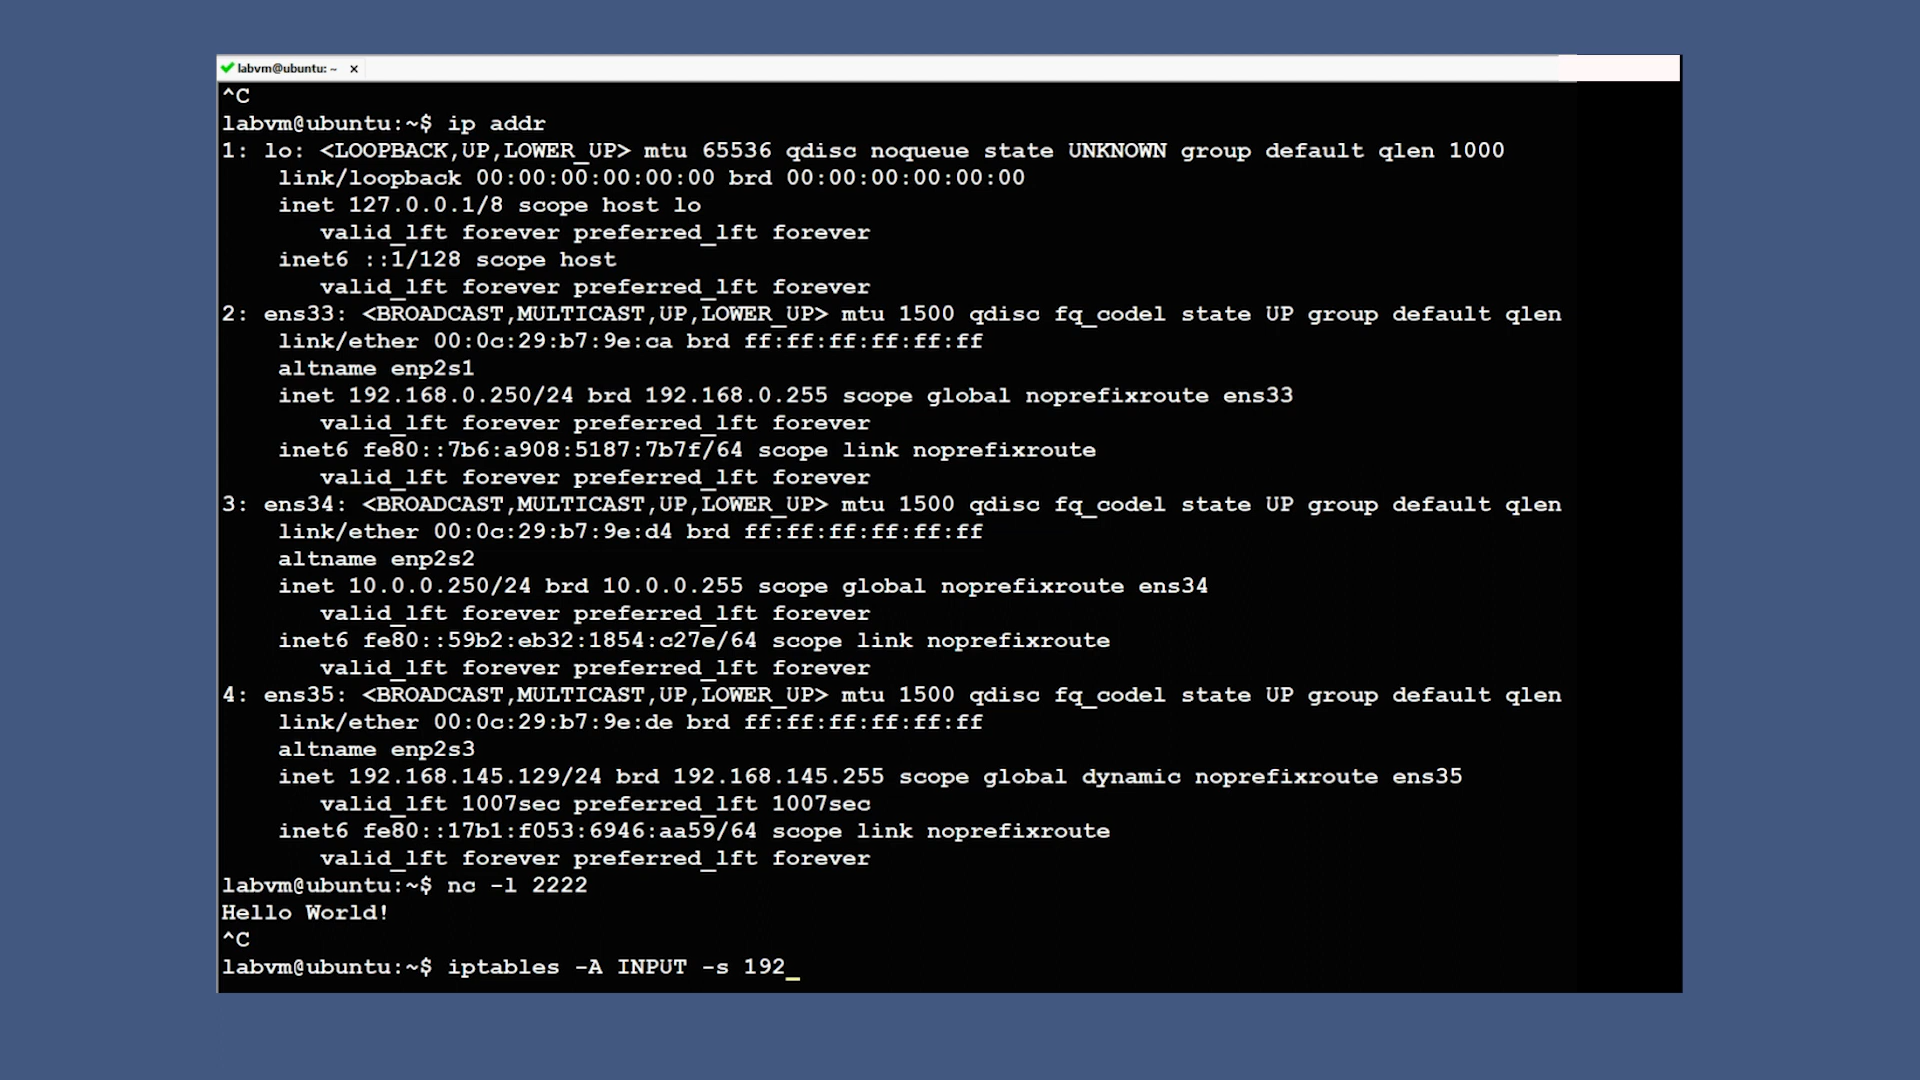 labvm@ubuntu: ~ x
^C
labvm@ubuntu:~$ ip addr
1: lo: <LOOPBACK,UP,LOWER_UP> mtu 65536 qdisc noqueue state UNKNOWN group default qlen 1000
link/loopback 00:00:00:00:00:00 brd 00:00:00:00:00:00
inet 127.0.0.1/8 scope host lo
valid_lft forever preferred_lft forever
inet6 ::1/128 scope host
valid_lft forever preferred_lft forever
2: ens33: <BROADCAST,MULTICAST,UP,LOWER_UP> mtu 1500 qdisc fq_codel state UP group default qlen
link/ether 00:0c:29:b7:9e:ca brd ff:ff:ff:ff:ff:ff
altname enp2s1
inet 192.168.0.250/24 brd 192.168.0.255 scope global noprefixroute ens33
valid_lft forever preferred_lft forever
inet6 fe80::7b6:a908:5187:7b7f/64 scope link noprefixroute
valid_lft forever preferred_lft forever
3: ens34: <BROADCAST,MULTICAST,UP,LOWER_UP> mtu 1500 qdisc fq_codel state UP group default qlen
link/ether 00:0c:29:b7:9e:d4 brd ff:ff:ff:ff:ff:ff
altname enp2s2
inet 10.0.0.250/24 brd 10.0.0.255 scope global noprefixroute ens34
valid_lft forever preferred_lft forever
inet6 fe80::59b2:eb32:1854:c27e/64 scope link noprefixroute
valid_lft forever preferred_lft forever
4: ens35: <BROADCAST,MULTICAST,UP,LOWER_UP> mtu 1500 qdisc fq_codel state UP group default qlen
link/ether 00:0c:29:b7:9e:de brd ff:ff:ff:ff:ff:ff
altname enp2s3
inet 192.168.145.129/24 brd 192.168.145.255 scope global dynamic noprefixroute ens35
valid_lft 1007sec preferred_lft 1007sec
inet6 fe80::17b1:f053:6946:aa59/64 scope link noprefixroute
valid_lft forever preferred_lft forever
labvm@ubuntu:~$ nc -l 2222
Hello World!
^C
labvm@ubuntu:~$ iptables -A INPUT -s 192_